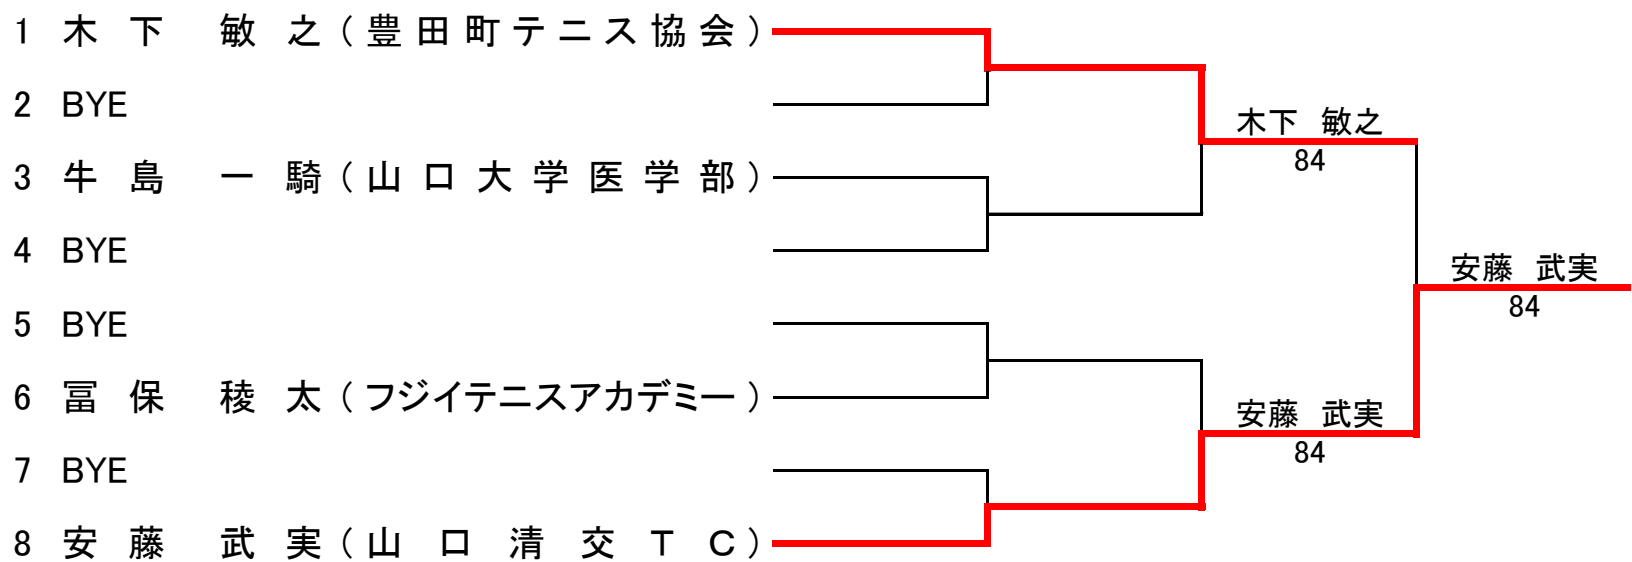 1 木下 敏之(豊田町テニス協会)
2 BYE
木下 敏之
84
3 牛島 一騎(山口大学医学部)
4 BYE
安藤 武実
84
5 BYE
6 冨保 稜太(フジイテニスアカデミー)
安藤 武実
84
7 BYE
8 安藤 武実(山口清交TC)